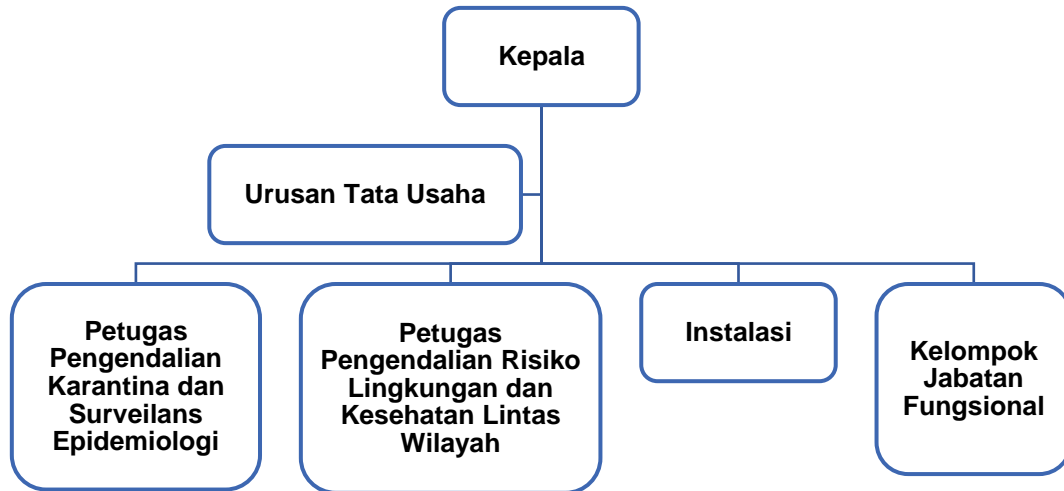 Kepala
Urusan Tata Usaha
Petugas
Pengendalian
Karantina dan
Surveilans
Epidemiologi
Petugas
Pengendalian Risiko
Lingkungan dan
Kesehatan Lintas
Wilayah
Instalasi
Kelompok
Jabatan
Fungsional